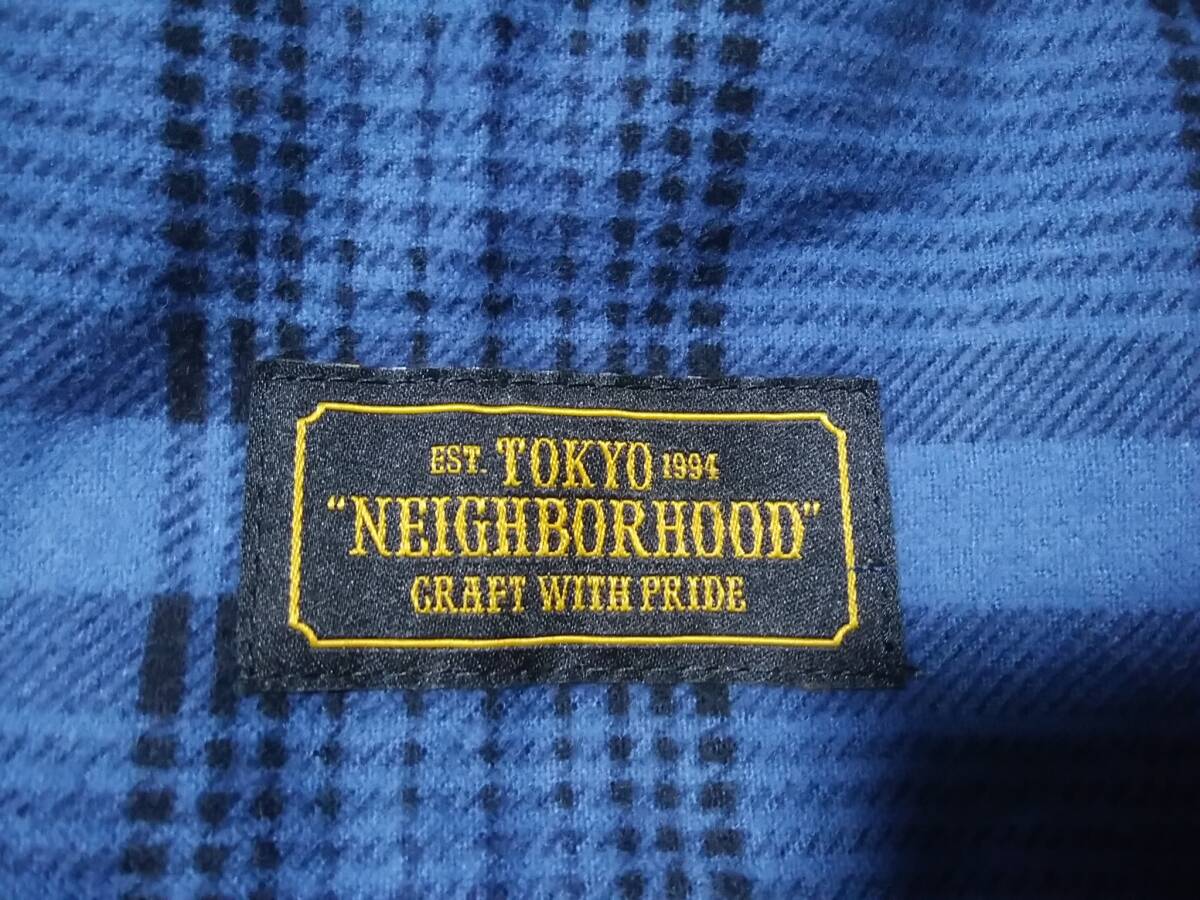 EST. TOKYO 1994
"NEIGHBORHOOD"
CRAFT WITH PRIDE